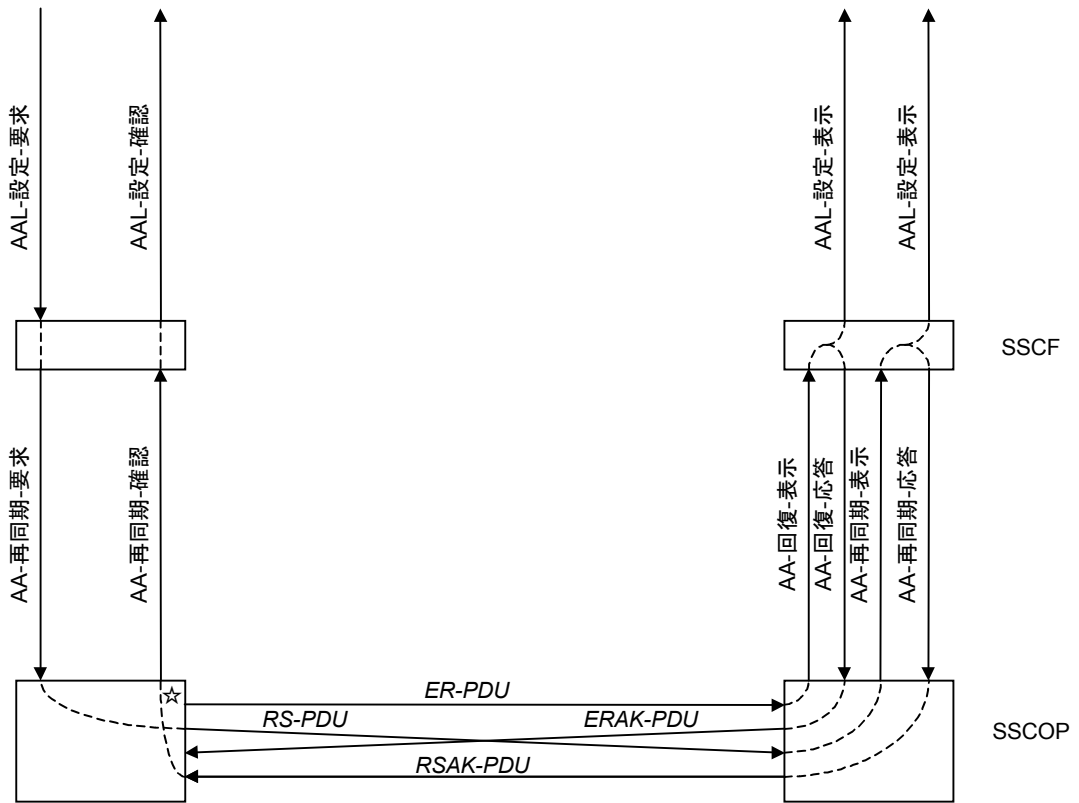 AAL-設定-要求
AAL-設定-確認
AAL-設定-表示
AAL-設定-表示
SSCF
AA-再同期-要求
AA-再同期-確認
AA-回復-表示
AA-回復-応答
AA-再同期-表示
AA-再同期-応答
ER-PDU
RS-PDU
ERAK-PDU
RSAK-PDU
SSCOP